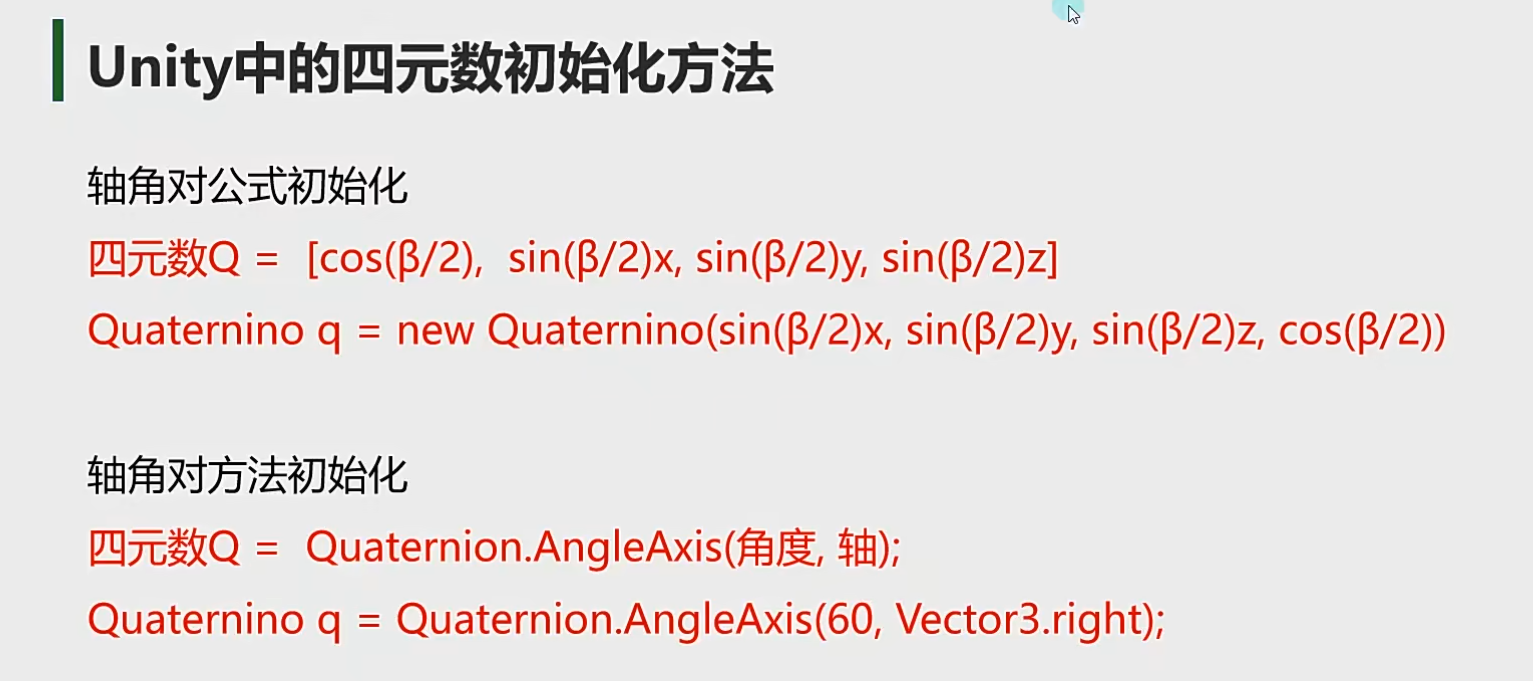 Unity中的四元数初始化方法
轴角对公式初始化
四元数Q = [cos(β/2), sin(β/2)x, sin(β/2)y, sin(β/2)z]
Quaternino q = new Quaternino(sin(β/2)x, sin(β/2)y, sin(β/2)z, cos(β/2))
轴角对方法初始化
四元数Q = Quaternion.AngleAxis(角度, 轴);
Quaternino q = Quaternion.AngleAxis(60, Vector3.right);